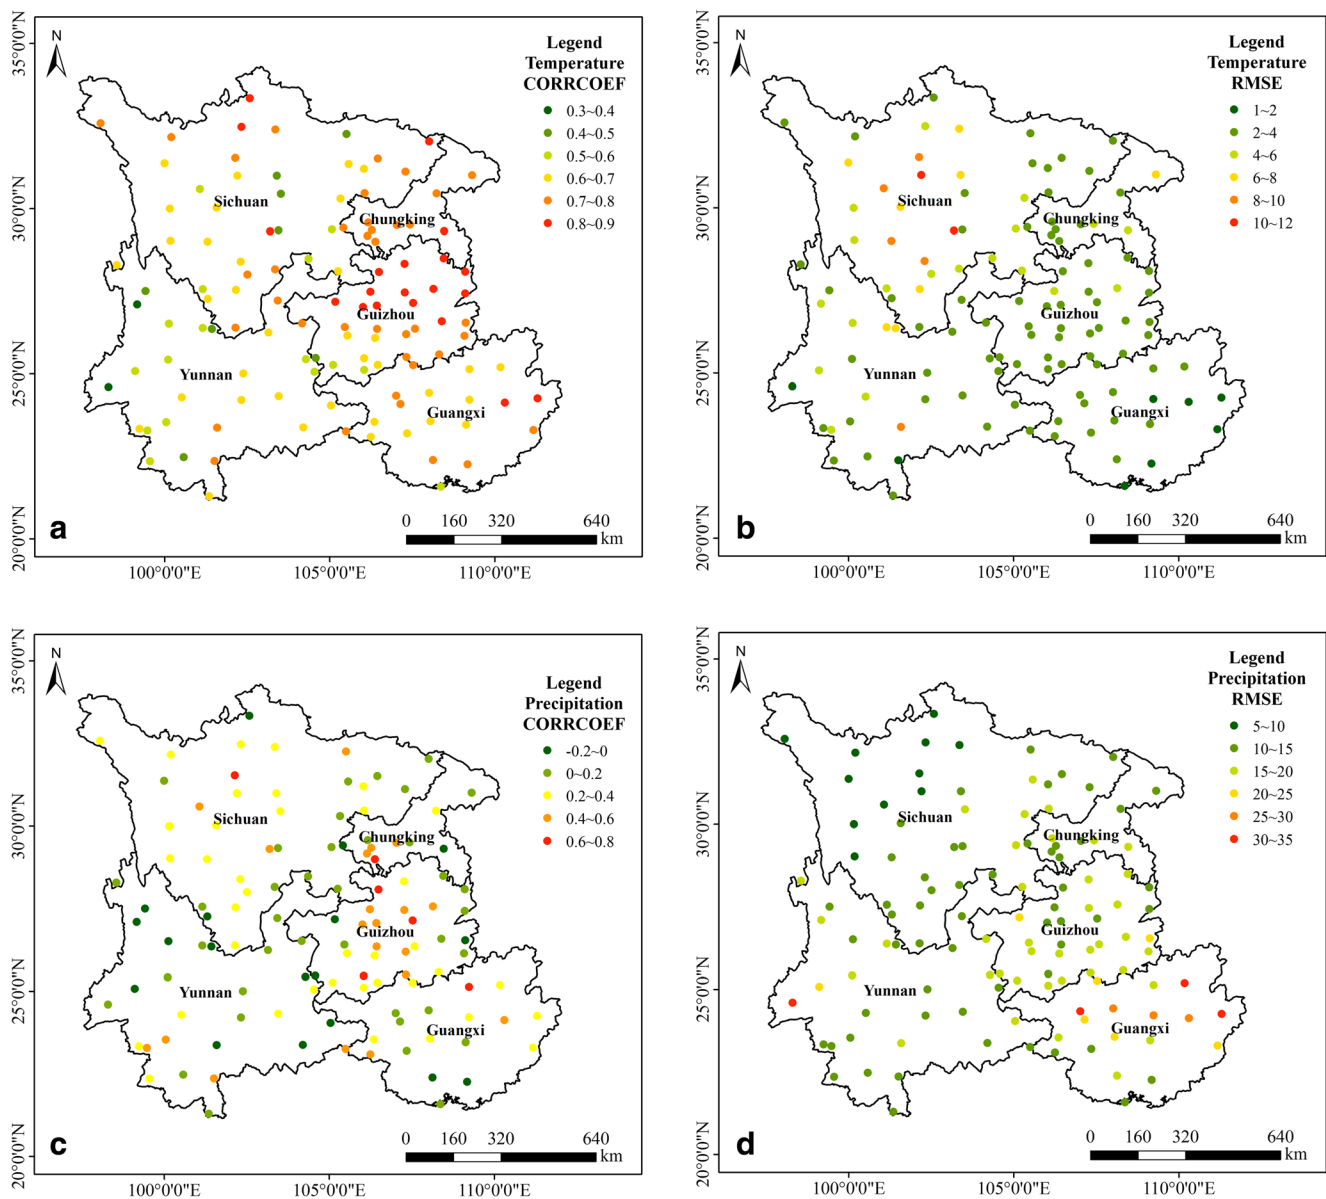 N
Legend
Temperature
CORRCOEF
0.3~0.4
0.4~0.5
0.5~0.6
0.6~0.7
0.7~0.8
0.8~0.9
Sichuan
Chungking
Guizhou
Yunnan
Guangxi
a
0 160 320 640
km
35°0'0"N
30°0'0"N
25°0'0"N
20°0'0"N
100°0'0"E 105°0'0"E 110°0'0"E
N
Legend
Temperature
RMSE
1~2
2~4
4~6
6~8
8~10
10~12
Sichuan
Chungking
Guizhou
Yunnan
Guangxi
b
0 160 320 640
km
35°0'0"N
30°0'0"N
25°0'0"N
20°0'0"N
100°0'0"E 105°0'0"E 110°0'0"E
N
Legend
Precipitation
CORRCOEF
-0.2~0
0~0.2
0.2~0.4
0.4~0.6
0.6~0.8
Sichuan
Chungking
Guizhou
Yunnan
Guangxi
c
0 160 320 640
km
35°0'0"N
30°0'0"N
25°0'0"N
20°0'0"N
100°0'0"E 105°0'0"E 110°0'0"E
N
Legend
Precipitation
RMSE
5~10
10~15
15~20
20~25
25~30
30~35
Sichuan
Chungking
Guizhou
Yunnan
Guangxi
d
0 160 320 640
km
35°0'0"N
30°0'0"N
25°0'0"N
20°0'0"N
100°0'0"E 105°0'0"E 110°0'0"E